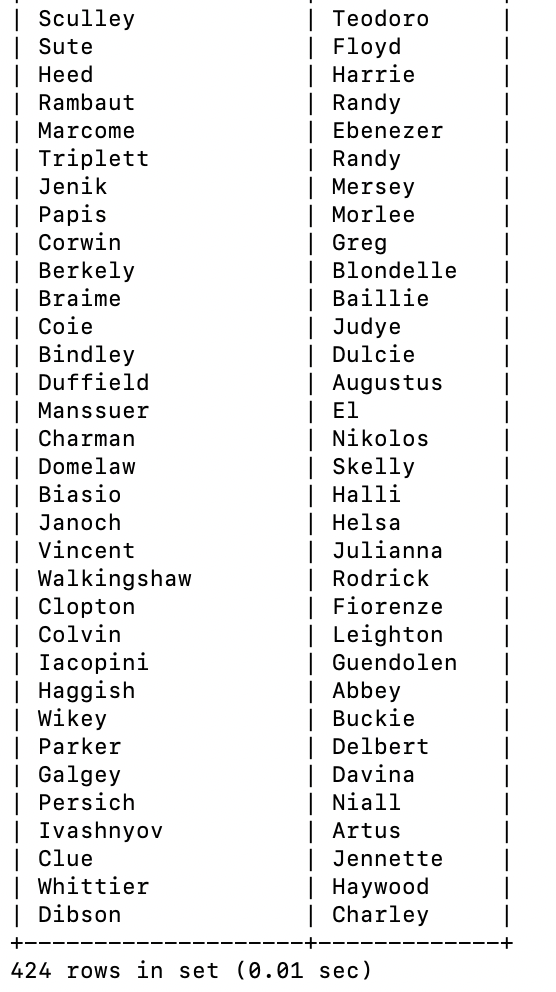 | Sculley | Teodoro |
| Sute | Floyd |
| Heed | Harrie |
| Rambaut | Randy |
| Marcome | Ebenezer |
| Triplett | Randy |
| Jenik | Mersey |
| Papis | Morlee |
| Corwin | Greg |
| Berkely | Blondelle |
| Braime | Baillie |
| Coie | Judye |
| Bindley | Dulcie |
| Duffield | Augustus |
| Manssuer | El |
| Charman | Nikolos |
| Domelaw | Skelly |
| Biasio | Halli |
| Janoch | Helsa |
| Vincent | Julianna |
| Walkingshaw | Rodrick |
| Clopton | Fiorenze |
| Colvin | Leighton |
| Iacopini | Guendolen |
| Haggish | Abbey |
| Wikey | Buckie |
| Parker | Delbert |
| Galgey | Davina |
| Persich | Niall |
| Ivashnyov | Artus |
| Clue | Jennette |
| Whittier | Haywood |
| Dibson | Charley |
+--------------------+--------------+
424 rows in set (0.01 sec)